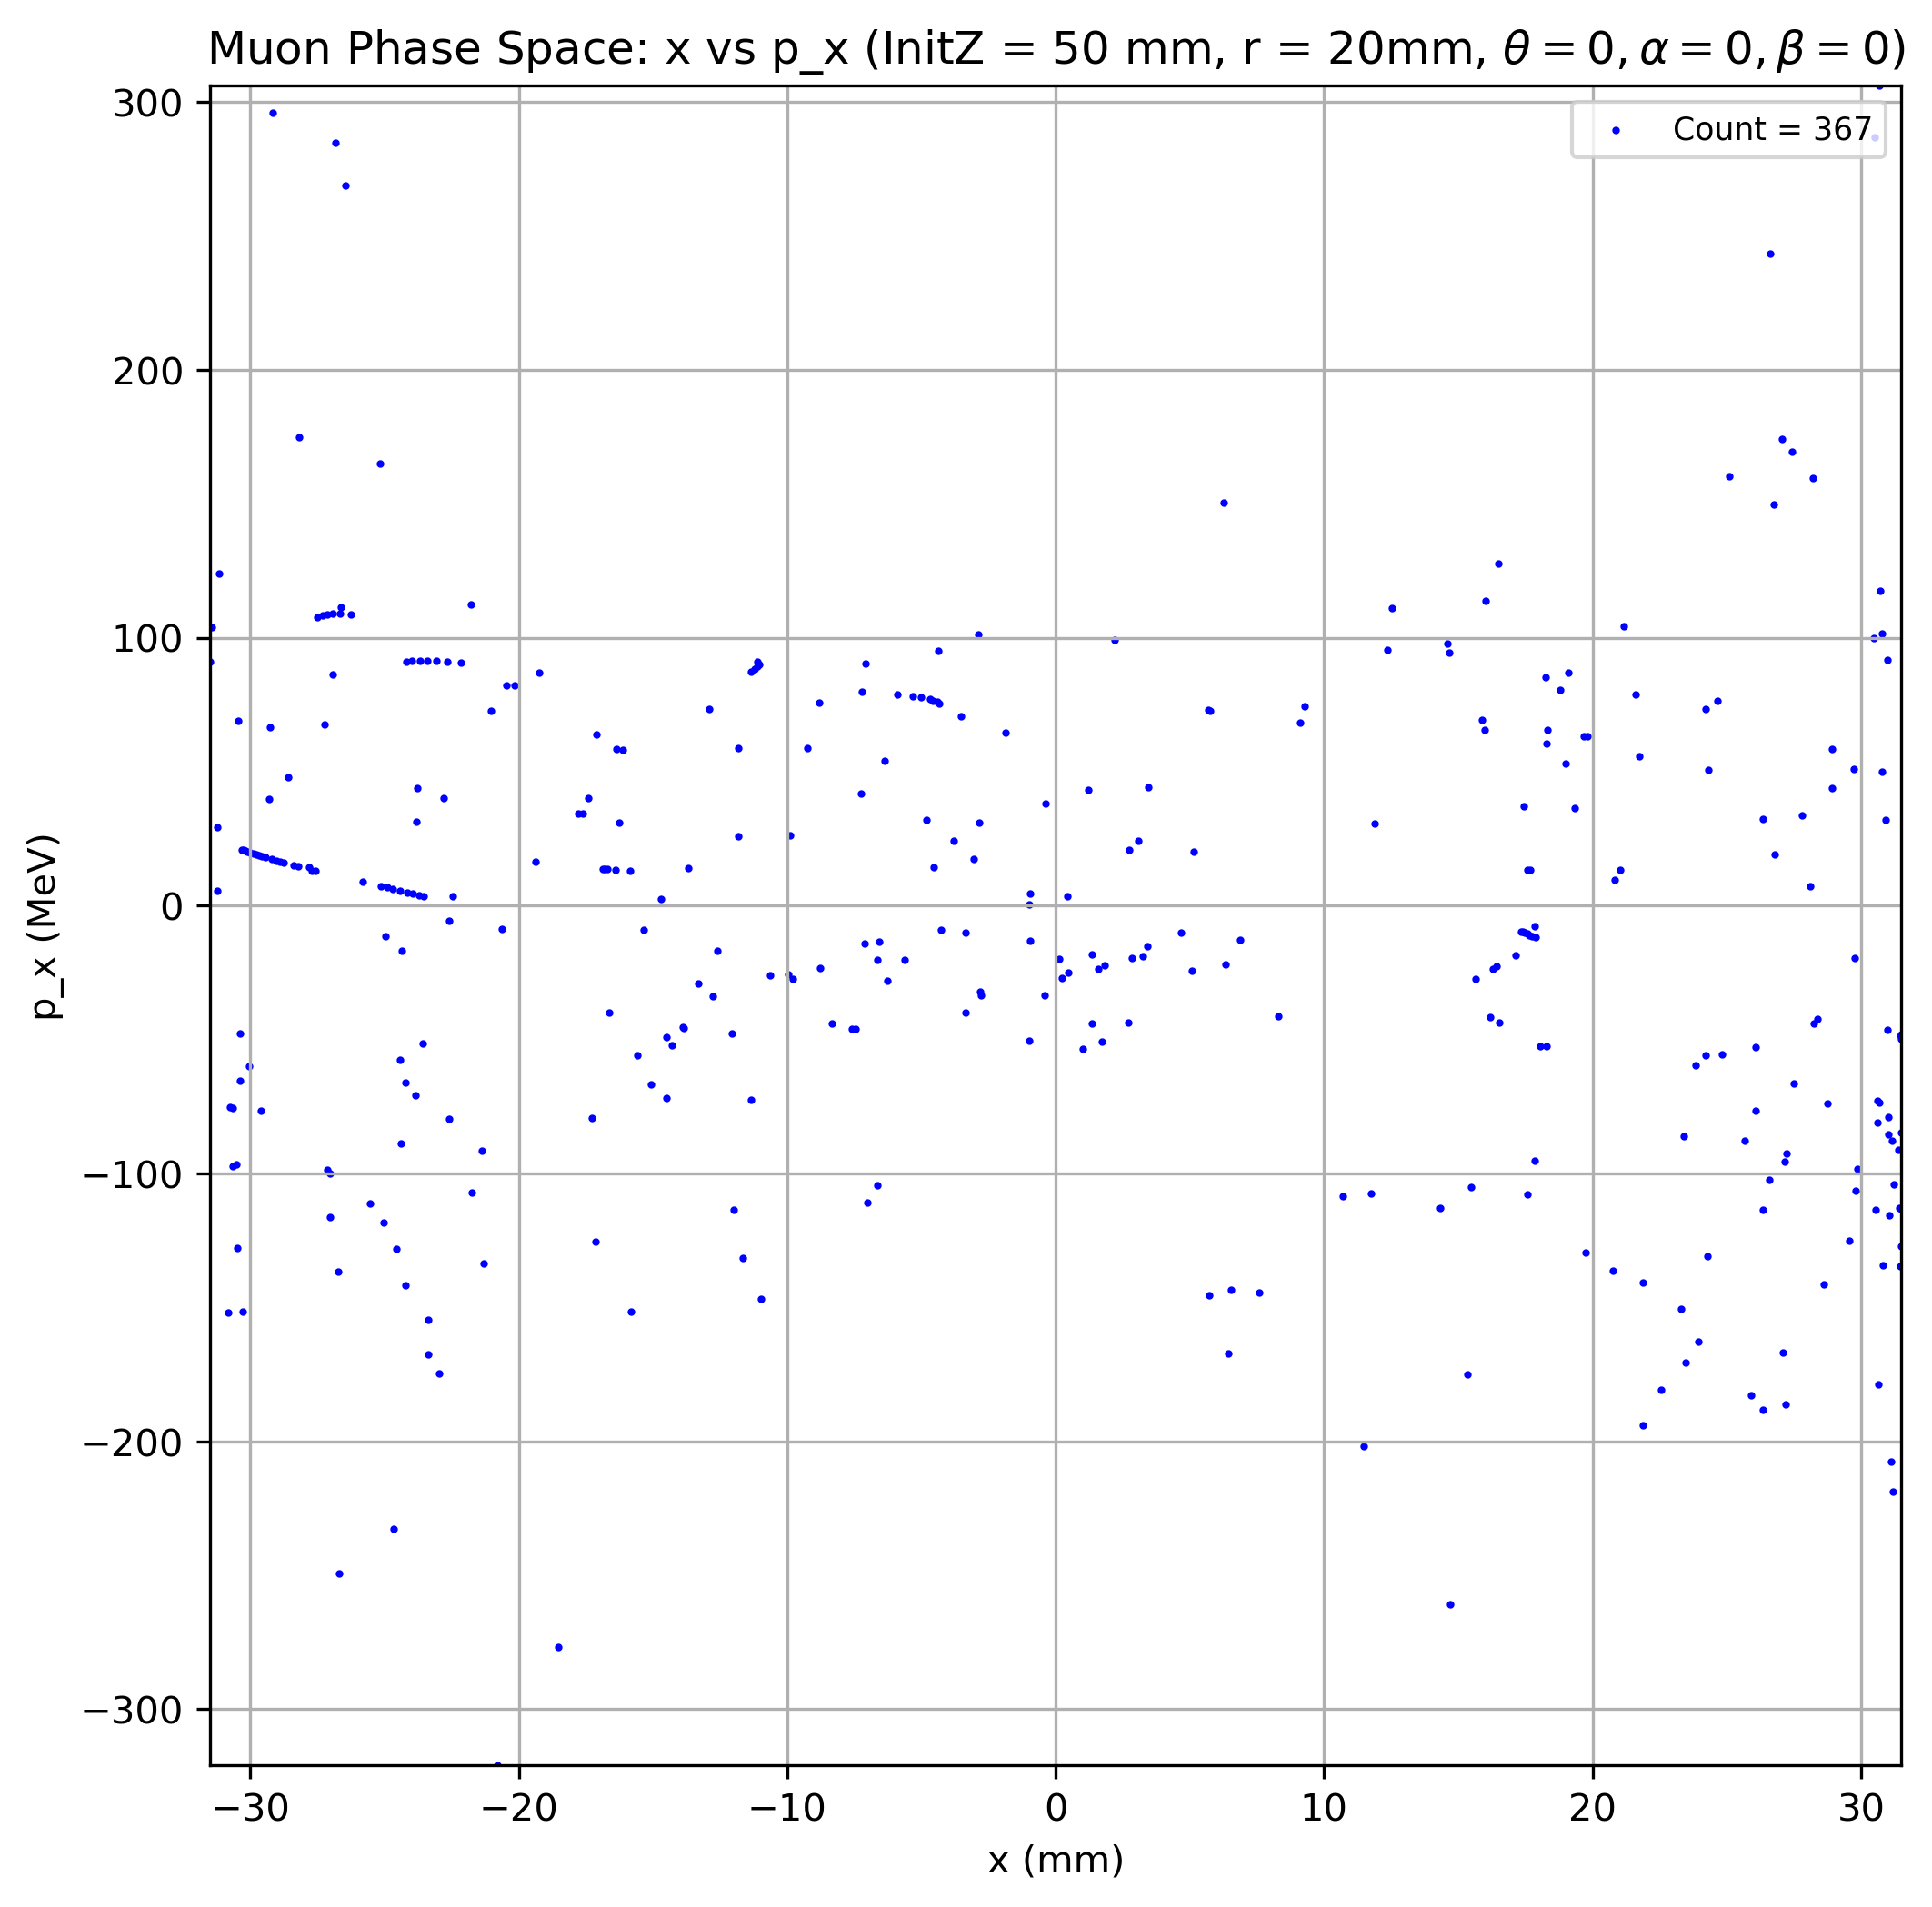 Muon Phase Space: x vs p_x (InitZ = 50 mm, r = 20mm, θ = 0, α = 0, β = 0)
Count = 367
300
200
100
0
−100
−200
−300
p_x (MeV)
−30 −20 −10 0 10 20 30
x (mm)